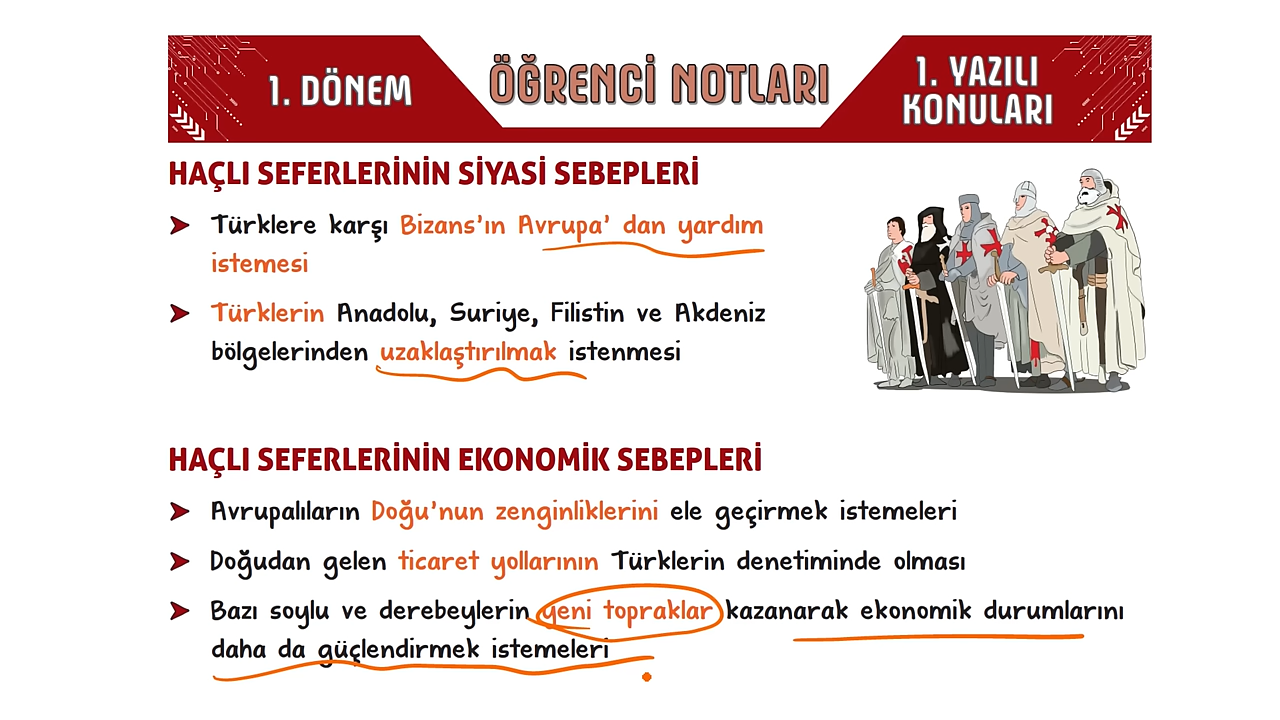 1. DÖNEM
ÖĞRENCİ NOTLARI
1. YAZILI
KONULARI
HAÇLI SEFERLERİNİN SİYASİ SEBEPLERİ
Türklere karşı Bizans'ın Avrupa' dan yardım
istemesi
Türklerin Anadolu, Suriye, Filistin ve Akdeniz
bölgelerinden uzaklaştırılmak istenmesi
HAÇLI SEFERLERİNİN EKONOMİK SEBEPLERİ
Avrupalıların Doğu'nun zenginliklerini ele geçirmek istemeleri
Doğudan gelen ticaret yollarının Türklerin denetiminde olması
Bazı soylu ve derebeylerin yeni topraklar kazanarak ekonomik durumlarını
daha da güçlendirmek istemeleri